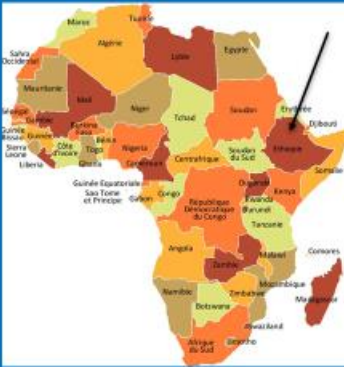 Maroc
Tunisie
Algérie
Libye
Egypte
Sahra
Occidental
Mauritanie
Mali
Niger
Tchad
Soudan
Erythrée
Djibouti
Sénégal
Gambie
Guinée
Bissau
Guinée
Sierra
Leone
Liberia
Côte
d'Ivoire
Burkina
Faso
Ghana
Togo
Bénin
Nigeria
Cameroun
Centrafrique
Soudan
du Sud
Ethiopie
Somalie
Guinée Equatoriale
Sao Tome
et Principe
Gabon
Congo
République
Démocratique
du Congo
Ouganda
Kenya
Rwanda
Burundi
Tanzanie
Comores
Angola
Zambie
Malawi
Mozambique
Madagascar
Namibie
Botswana
Zimbabwe
Swaziland
Lesotho
Afrique
du Sud